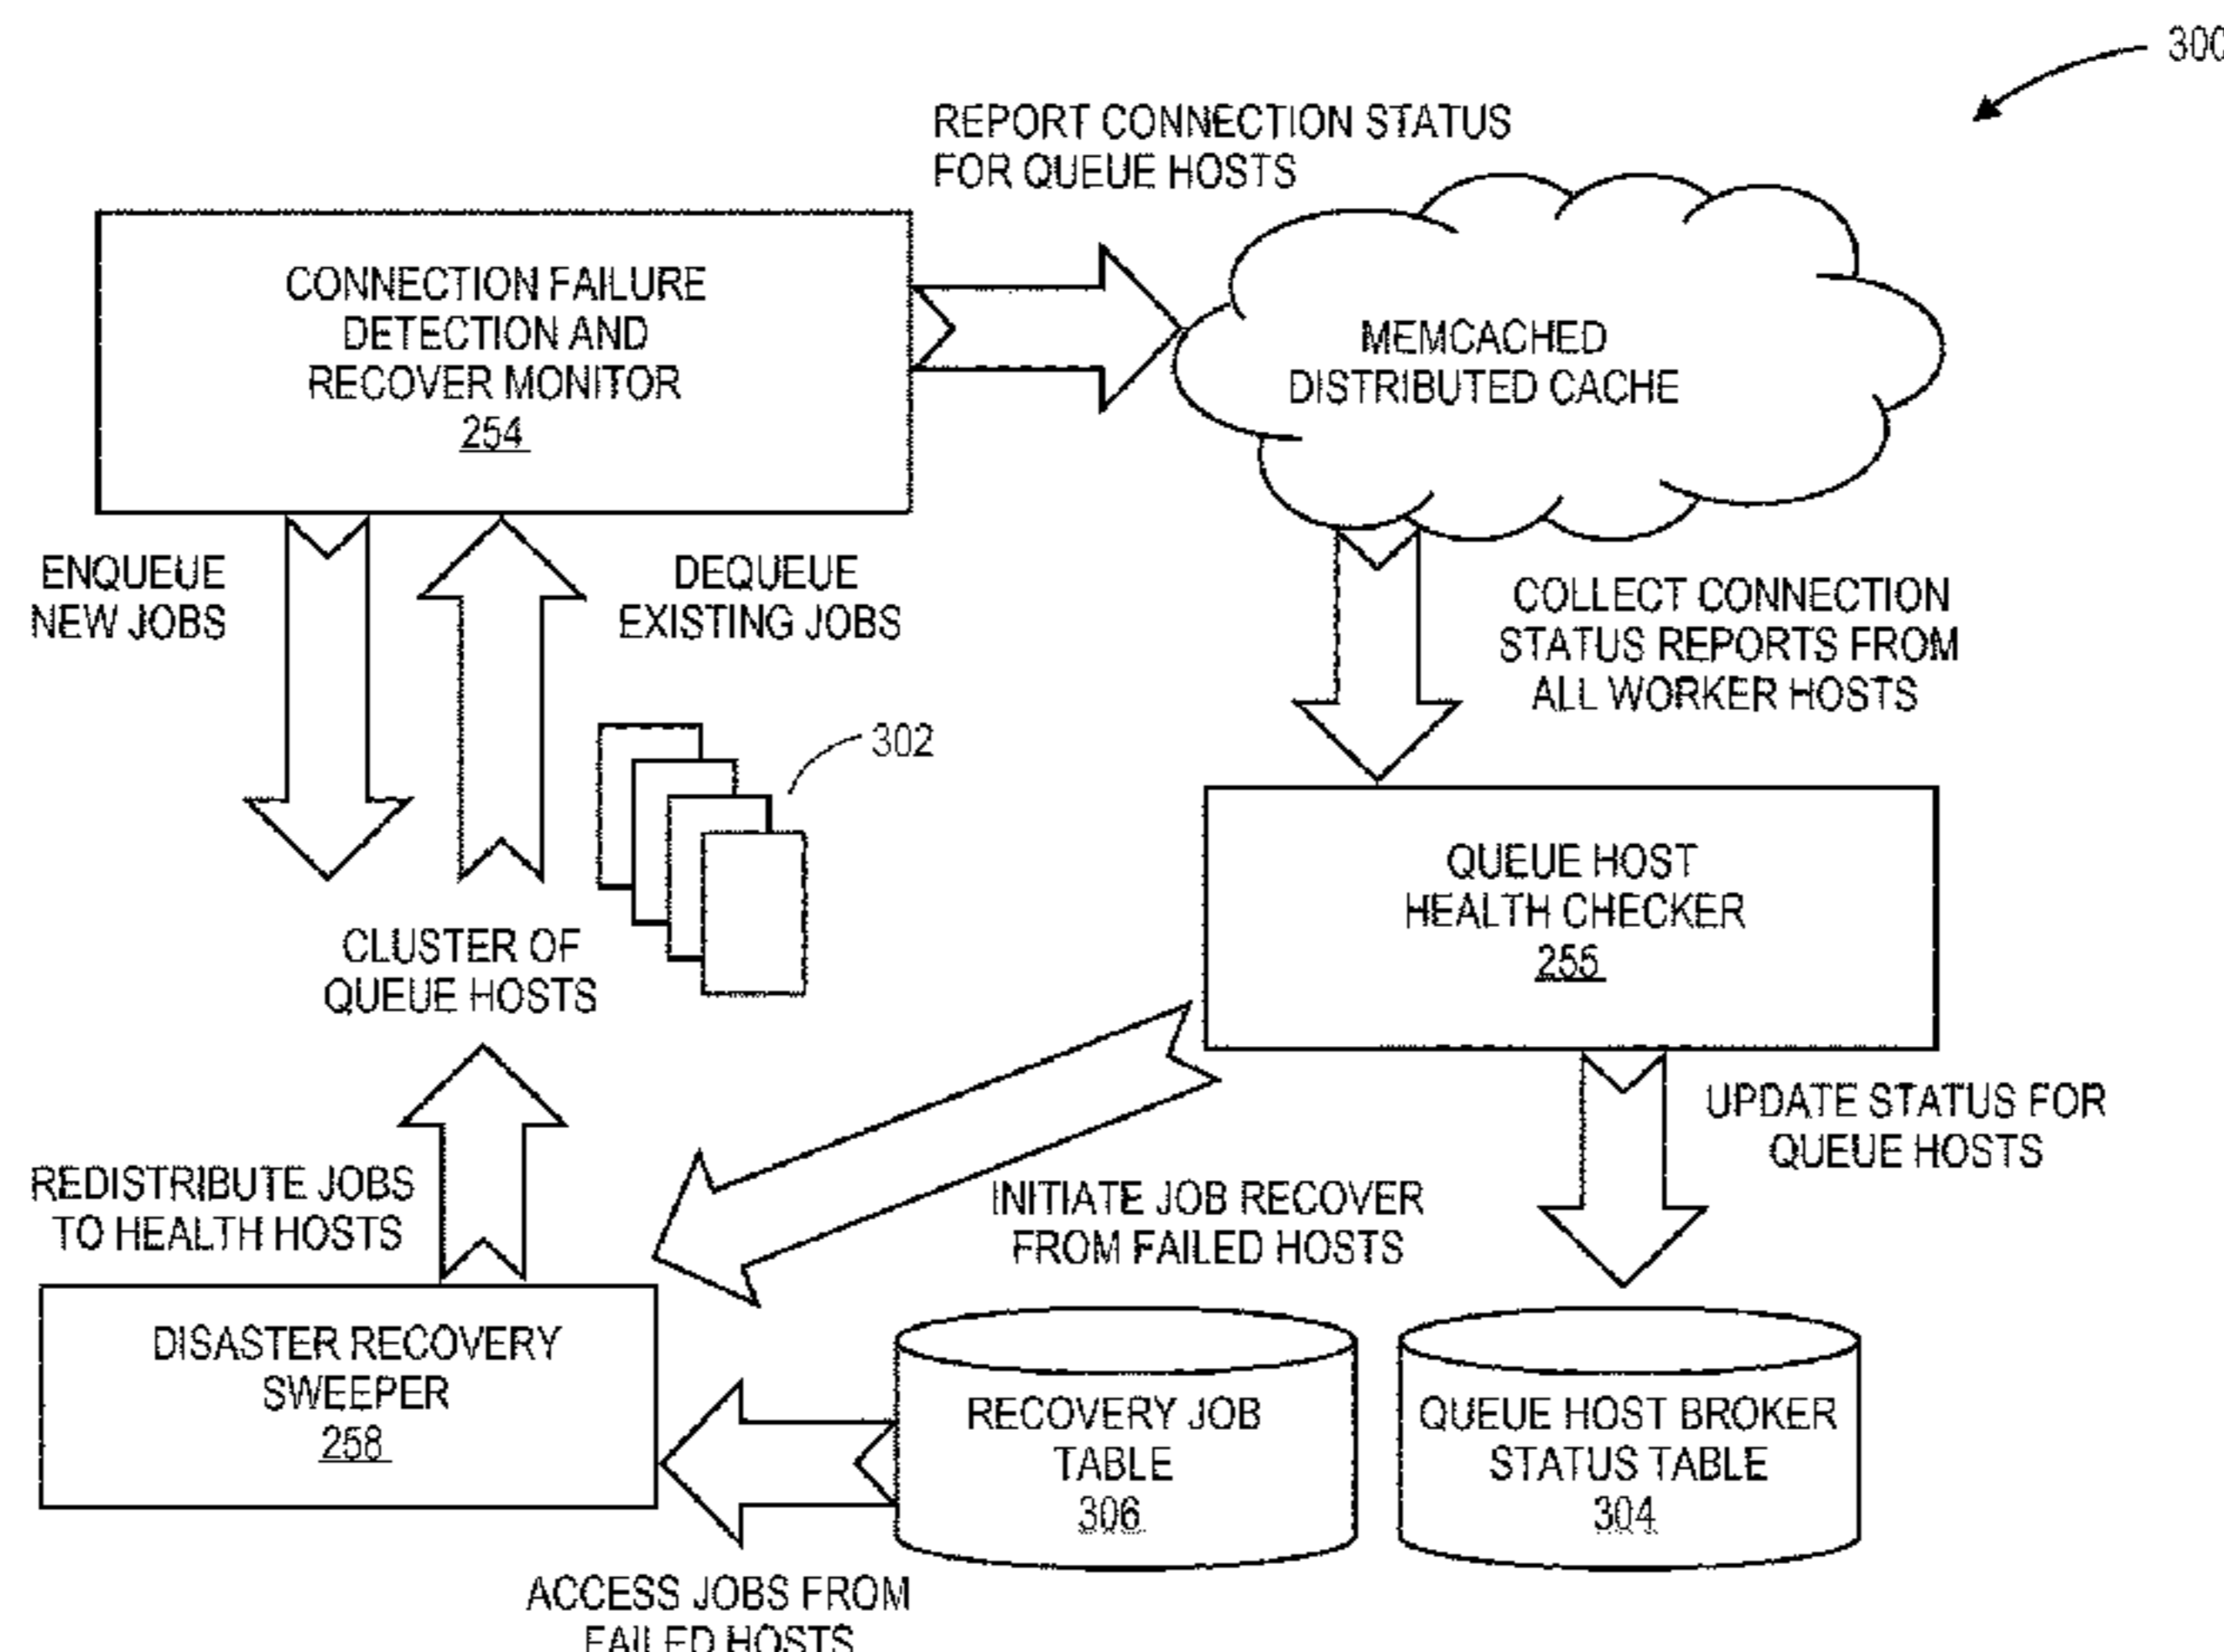 300
REPORT CONNECTION STATUS
FOR QUEUE HOSTS
CONNECTION FAILURE
DETECTION AND
RECOVER MONITOR
254
MEMCACHED
DISTRIBUTED CACHE
ENQUEUE
NEW JOBS
DEQUEUE
EXISTING JOBS
COLLECT CONNECTION
STATUS REPORTS FROM
ALL WORKER HOSTS
302
CLUSTER OF
QUEUE HOSTS
QUEUE HOST
HEALTH CHECKER
255
UPDATE STATUS FOR
QUEUE HOSTS
REDISTRIBUTE JOBS
TO HEALTH HOSTS
INITIATE JOB RECOVER
FROM FAILED HOSTS
DISASTER RECOVERY
SWEEPER
258
RECOVERY JOB
TABLE
306
QUEUE HOST BROKER
STATUS TABLE
304
ACCESS JOBS FROM
FAILED HOSTS